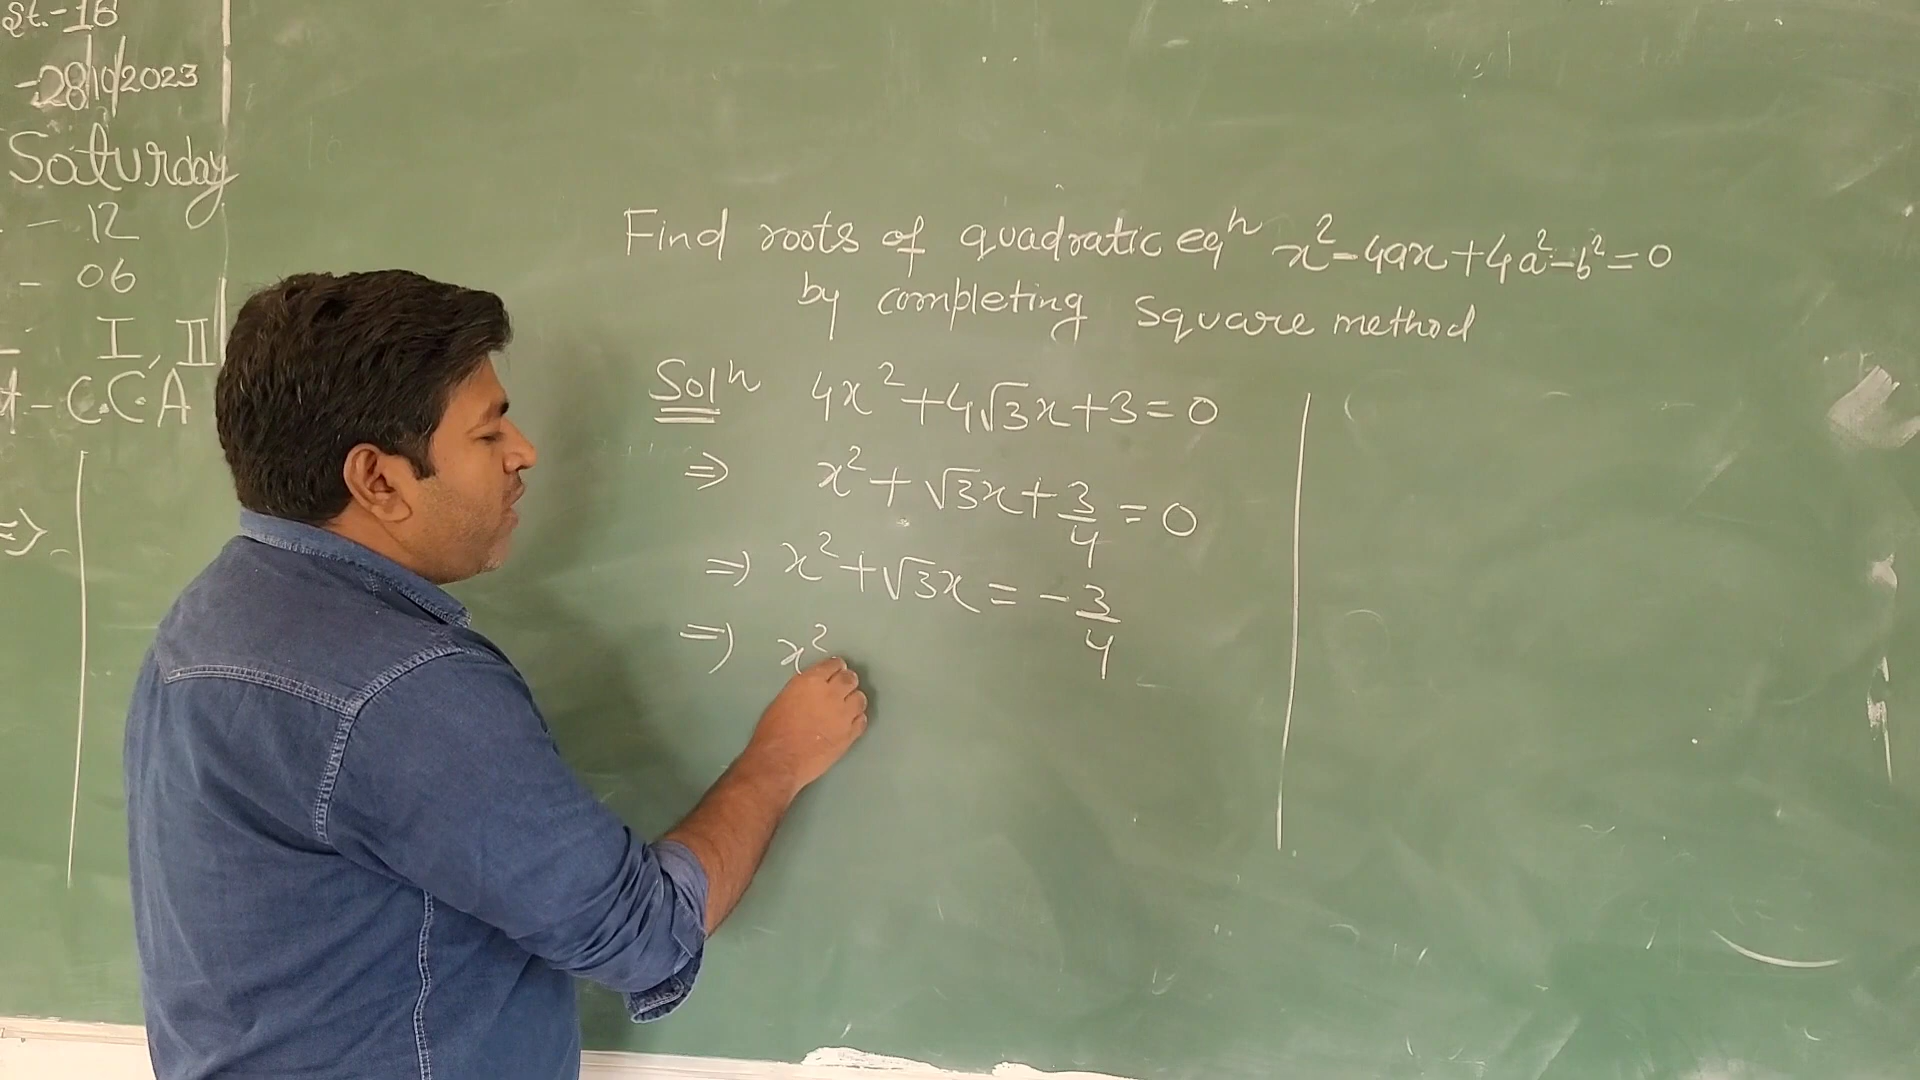 st.-16
-28/10/2023
Saturday
- 12
- 06
- I, II
- C.C.A
=>
Find roots of quadratic eqⁿ x²-4ax+4a²-b²=0
by completing square method
Solⁿ 4x²+4√3x+3=0
=> x²+√3x+3/4=0
=> x²+√3x=-3/4
=> x²